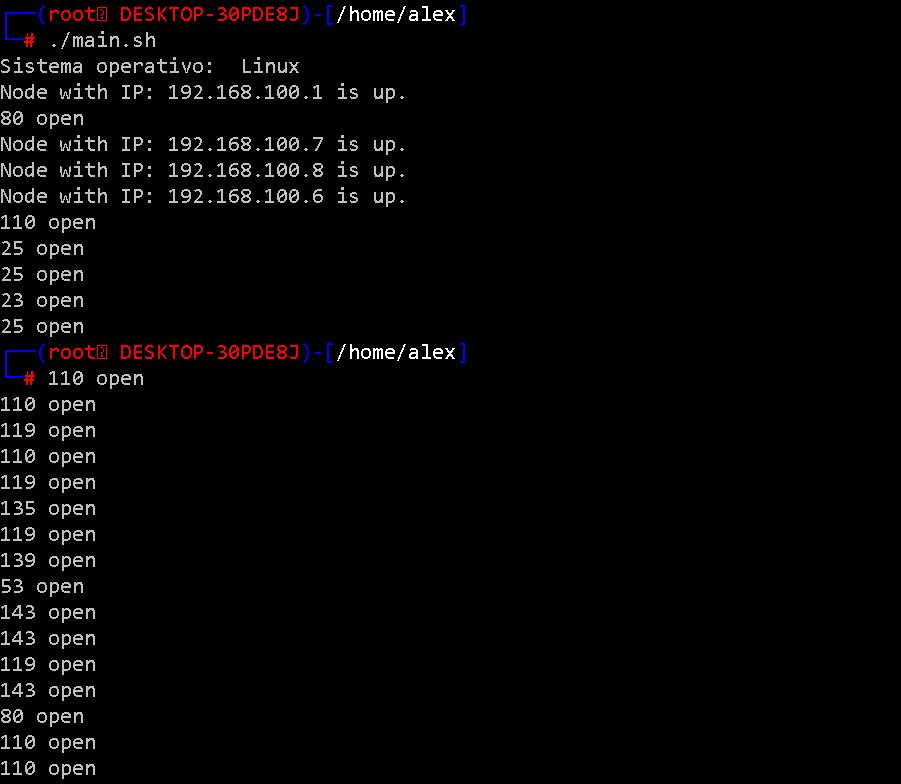 ┌──(root㉿ DESKTOP-30PDE8J)-[/home/alex]
└─# ./main.sh
Sistema operativo:  Linux
Node with IP: 192.168.100.1 is up.
80 open
Node with IP: 192.168.100.7 is up.
Node with IP: 192.168.100.8 is up.
Node with IP: 192.168.100.6 is up.
110 open
25 open
25 open
23 open
25 open
┌──(root㉿ DESKTOP-30PDE8J)-[/home/alex]
└─# 110 open
110 open
119 open
110 open
119 open
135 open
119 open
139 open
53 open
143 open
143 open
119 open
143 open
80 open
110 open
110 open